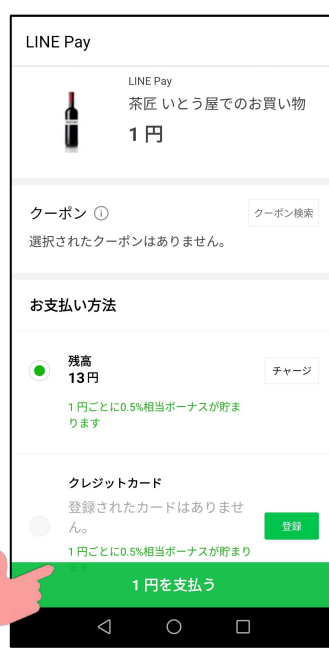 LINE Pay
LINE Pay
茶匠 いとう屋でのお買い物
1 円
クーポン
クーポン検索
選択されたクーポンはありません。
お支払い方法
残高
13円
チャージ
1 円ごとに0.5%相当ボーナスが貯ま
ります
クレジットカード
登録されたカードはありませ
ん。
登録
1 円ごとに0.5%相当ボーナスが貯まり
1 円を支払う